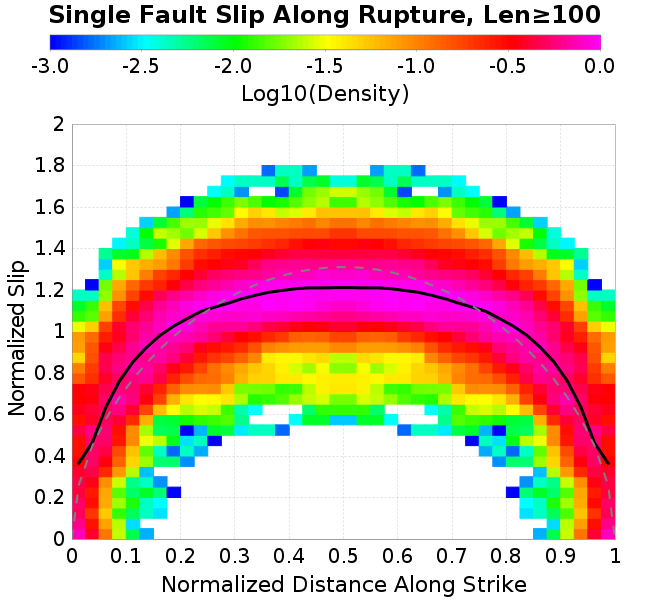 Single Fault Slip Along Rupture, Len≥100
-3.0 -2.5 -2.0 -1.5 -1.0 -0.5 0.0
Log10(Density)
2
1.8
1.6
1.4
1.2
1
0.8
0.6
0.4
0.2
0
Normalized Slip
0 0.1 0.2 0.3 0.4 0.5 0.6 0.7 0.8 0.9 1
Normalized Distance Along Strike